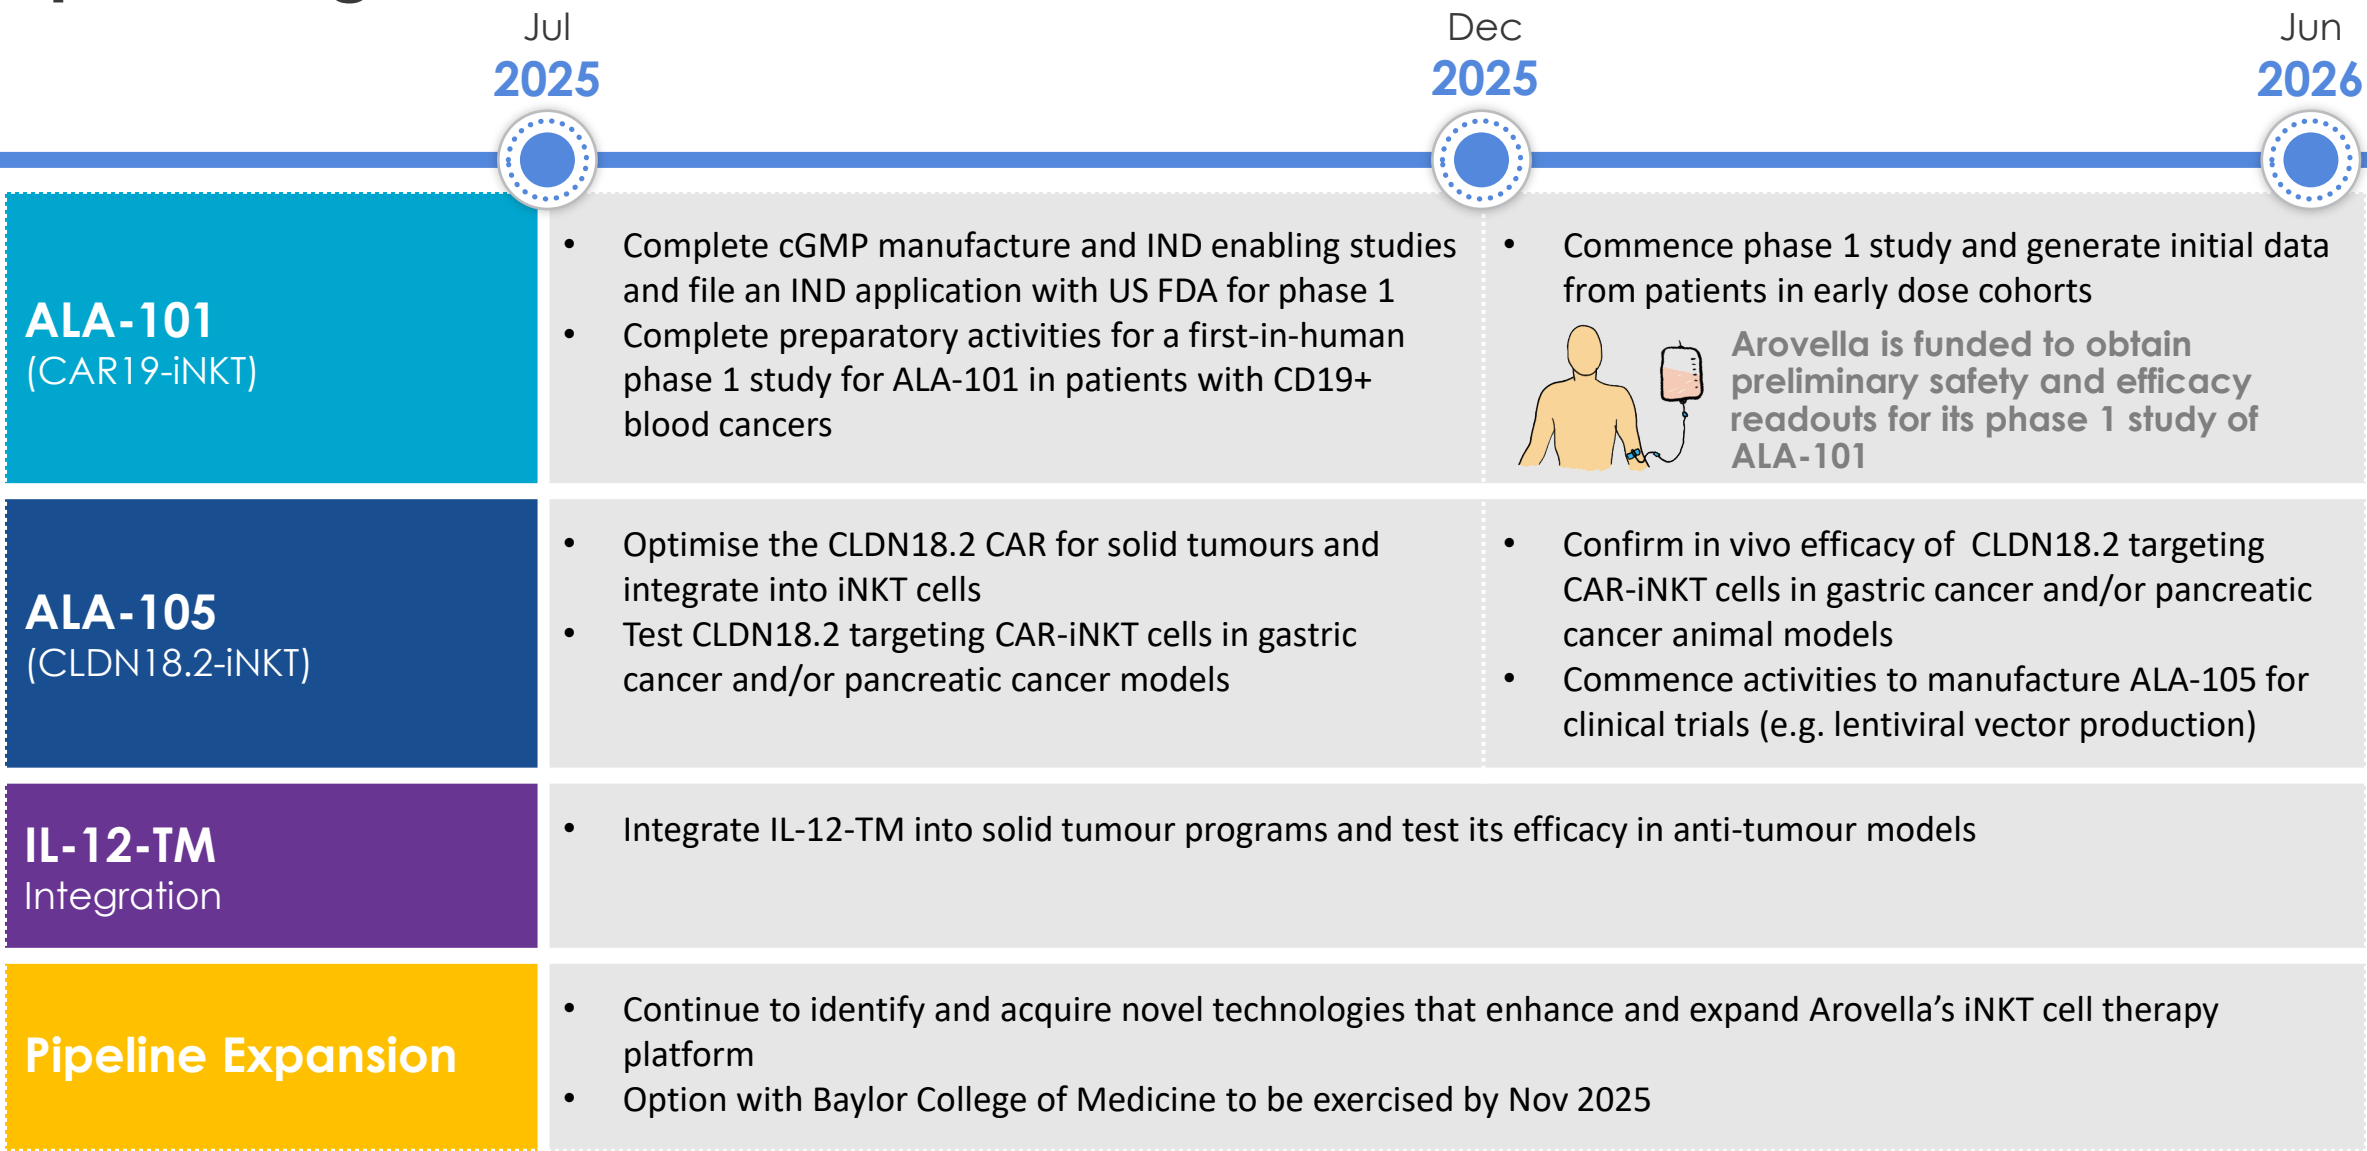 Jul
2025
Dec
2025
Jun
2026
ALA-101
(CAR19-iNKT)
• Complete cGMP manufacture and IND enabling studies
and file an IND application with US FDA for phase 1
• Complete preparatory activities for a first-in-human
phase 1 study for ALA-101 in patients with CD19+
blood cancers
• Commence phase 1 study and generate initial data
from patients in early dose cohorts
Arovella is funded to obtain
preliminary safety and efficacy
readouts for its phase 1 study of
ALA-101
ALA-105
(CLDN18.2-iNKT)
• Optimise the CLDN18.2 CAR for solid tumours and
integrate into iNKT cells
• Test CLDN18.2 targeting CAR-iNKT cells in gastric
cancer and/or pancreatic cancer models
• Confirm in vivo efficacy of  CLDN18.2 targeting
CAR-iNKT cells in gastric cancer and/or pancreatic
cancer animal models
• Commence activities to manufacture ALA-105 for
clinical trials (e.g. lentiviral vector production)
IL-12-TM
Integration
• Integrate IL-12-TM into solid tumour programs and test its efficacy in anti-tumour models
Pipeline Expansion
• Continue to identify and acquire novel technologies that enhance and expand Arovella’s iNKT cell therapy
platform
• Option with Baylor College of Medicine to be exercised by Nov 2025